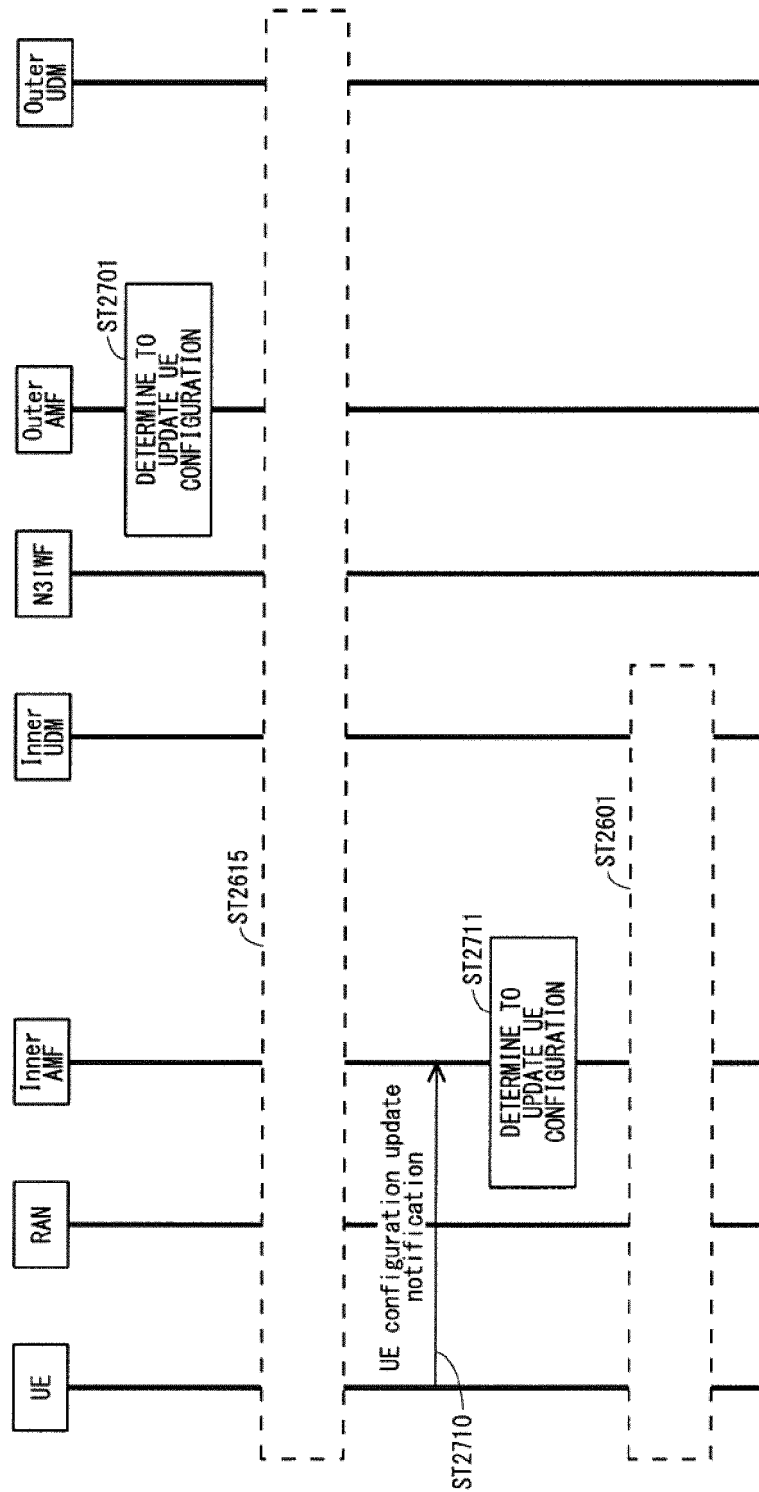 UE
RAN
Inner
AMF
Inner
UDM
N3IWF
Outer
AMF
Outer
UDM
ST2701
DETERMINE TO
UPDATE UE
CONFIGURATION
ST2615
UE configuration update
notification
ST2710
ST2711
DETERMINE TO
UPDATE UE
CONFIGURATION
ST2601